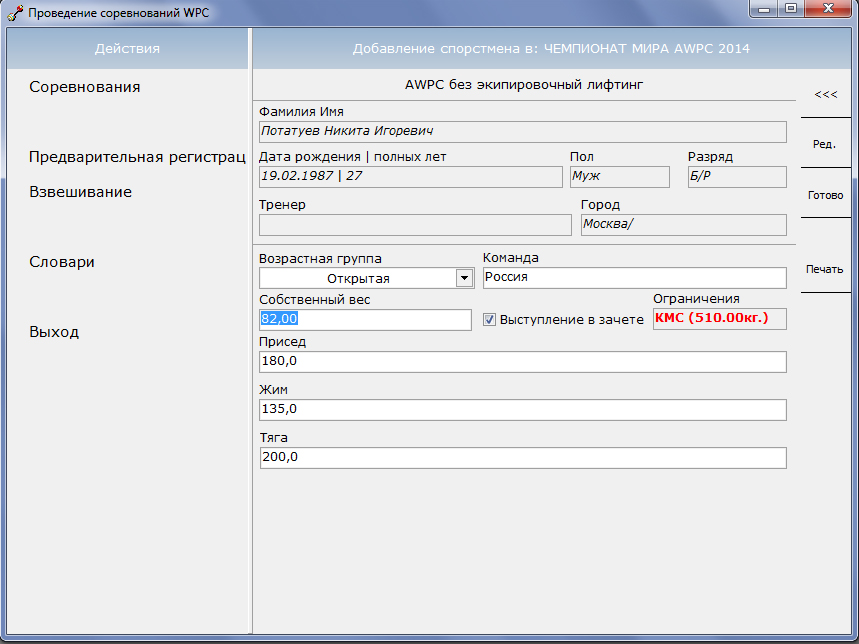 Проведение соревнований WPC
Действия
Добавление спорстмена в: ЧЕМПИОНАТ МИРА AWPC 2014
Соревнования
Предварительная регистрац
Взвешивание
Словари
Выход
AWPC без экипировочный лифтинг
<<<
Ред.
Готово
Печать
Фамилия Имя
Потатуев Никита Игоревич
Дата рождения | полных лет
Пол
Разряд
19.02.1987 | 27
Муж
Б/Р
Тренер
Город
Москва/
Возрастная группа
Команда
Открытая
Россия
Собственный вес
Ограничения
82,00
Выступление в зачете
КМС (510.00кг.)
Присед
180,0
Жим
135,0
Тяга
200,0